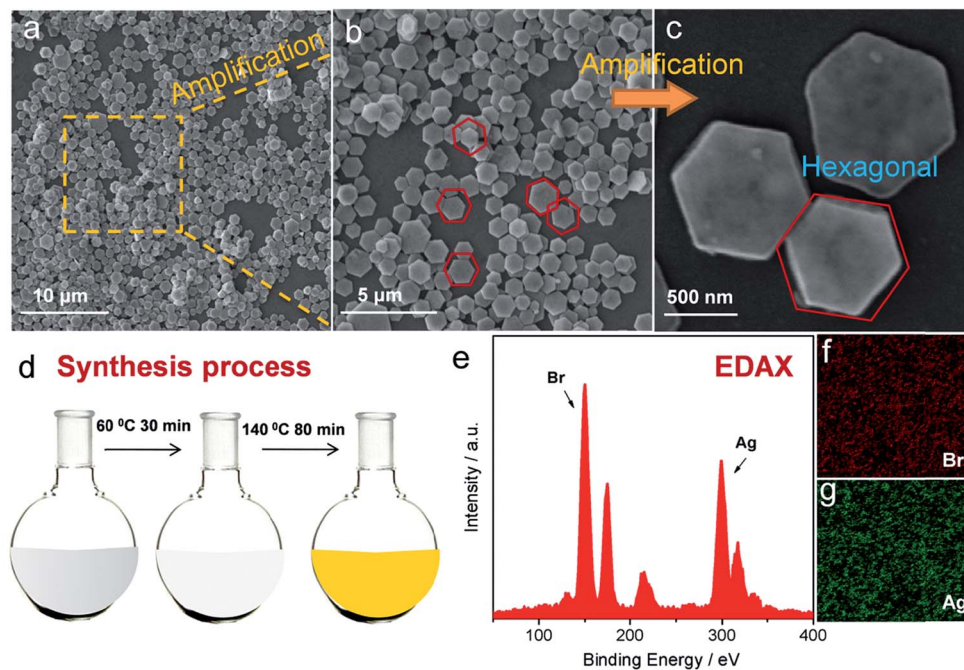 a
Amplification
10 µm
b
5 µm
Amplification
c
Hexagonal
500 nm
d Synthesis process
60 ⁰C 30 min
140 ⁰C 80 min
e
EDAX
Br
Ag
Intensity / a.u.
100
200
300
400
Binding Energy / eV
f
Br
g
Ag